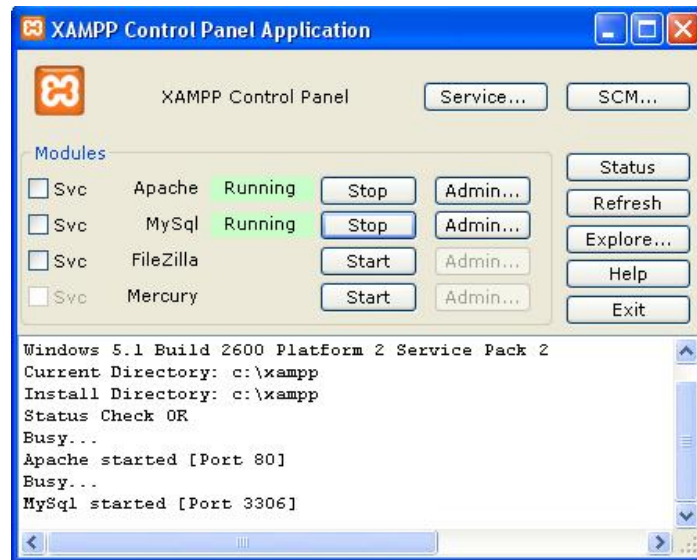 XAMPP Control Panel Application
XAMPP Control Panel Service... SCM...
Modules
Svc Apache Running Stop Admin...
Svc MySql Running Stop Admin...
Svc FileZilla Start Admin...
Svc Mercury Start Admin...
Status
Refresh
Explore...
Help
Exit
Windows 5.1 Build 2600 Platform 2 Service Pack 2
Current Directory: c:\xampp
Install Directory: c:\xampp
Status Check OK
Busy...
Apache started [Port 80]
Busy...
MySql started [Port 3306]